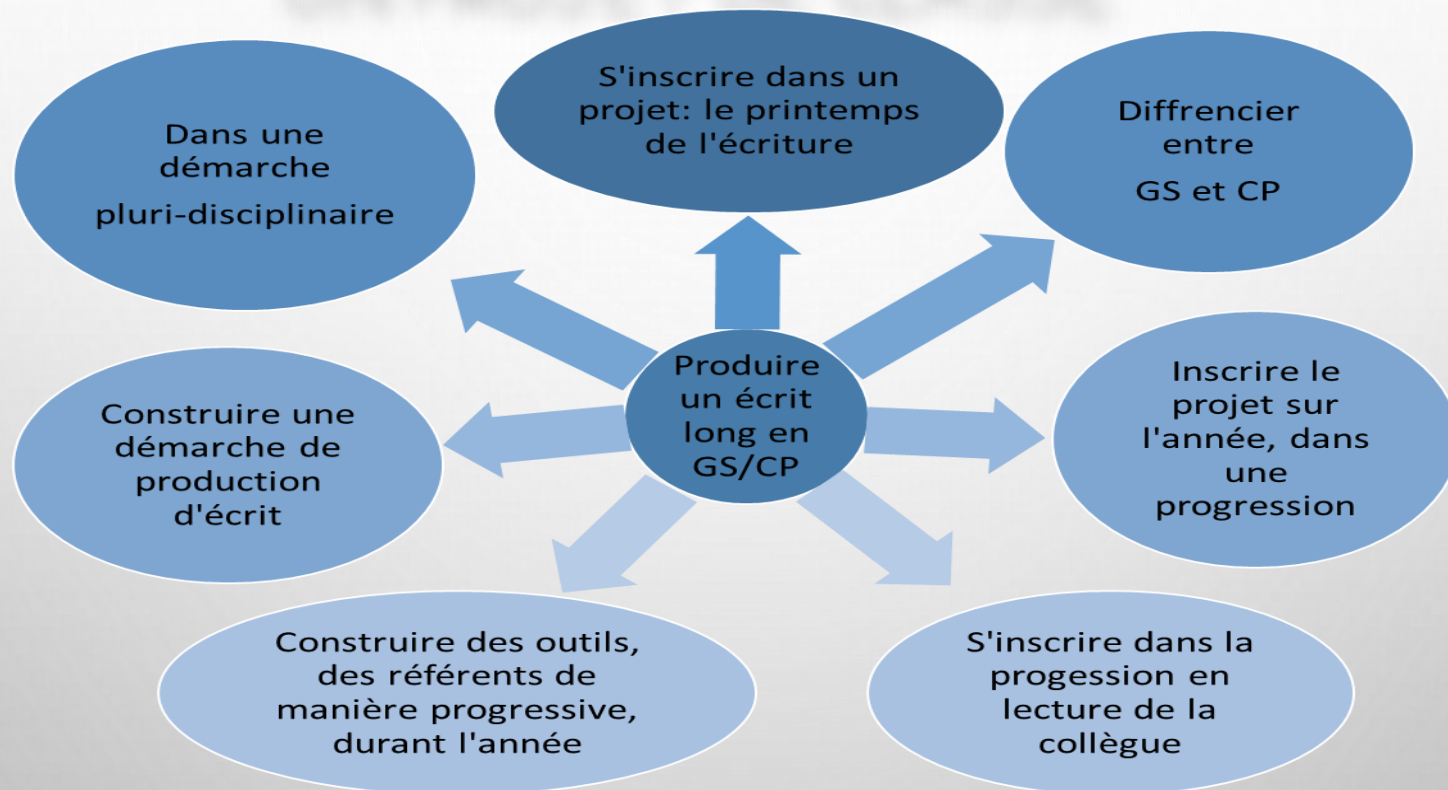 S'inscrire dans un
projet: le printemps
de l'écriture
Diffrencier
entre
GS et CP
Inscrire le
projet sur
l'année, dans
une
progression
S'inscrire dans la
progession en
lecture de la
collègue
Construire des outils,
des référents de
manière progressive,
durant l'année
Construire une
démarche de
production
d'écrit
Dans une
démarche
pluri-disciplinaire
Produire
un écrit
long en
GS/CP